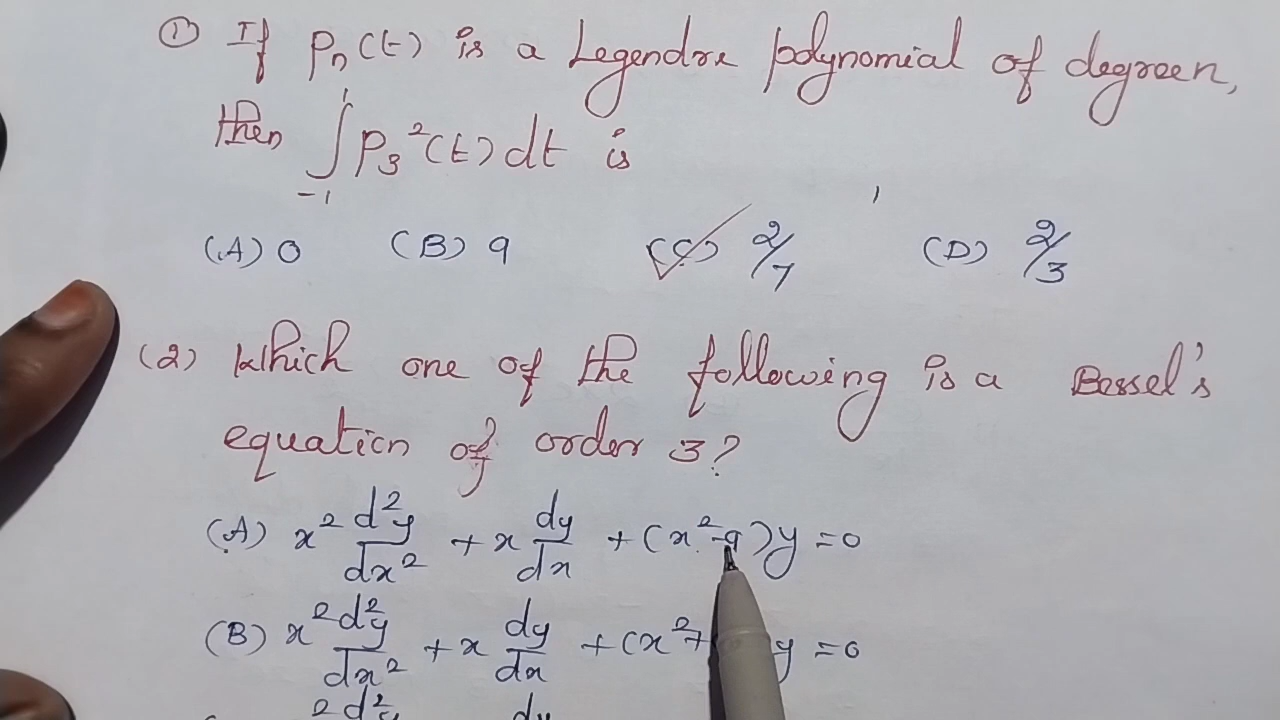 ① If Pn(t) is a Legendre polynomial of degree n,
then ∫₋₁¹ P₃²(t) dt is
(A) 0 (B) 9 (C) 2/7 (D) 2/3
(2) Which one of the following is a Bessel's
equation of order 3?
(A) x² d²y/dx² + x dy/dx + (x²-9)y = 0
(B) x² d²y/dx² + x dy/dx + (x²+ y = 0